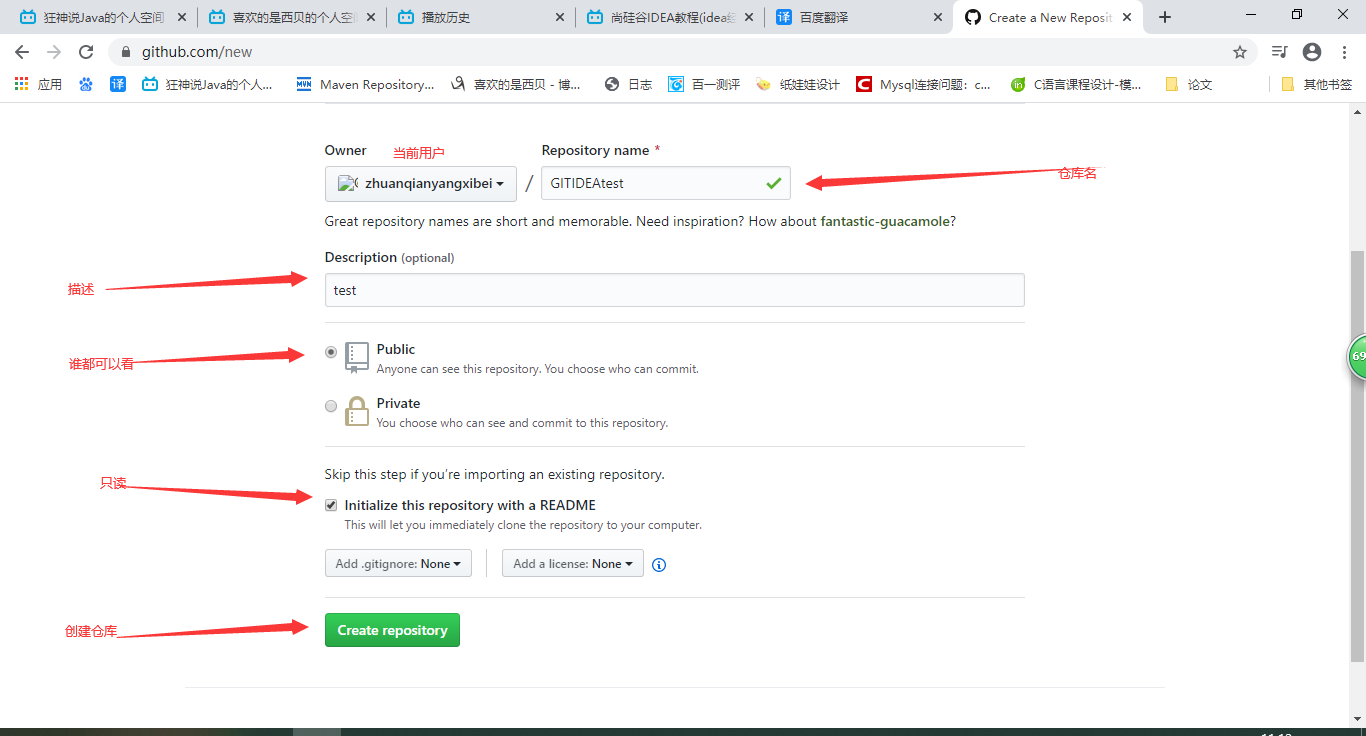 狂神说Java的个人空间
喜欢的是西贝的个人空间
播放历史
尚硅谷IDEA教程(idea经
译 百度翻译
Create a New Reposit
github.com/new
应用
译
狂神说Java的个人...
MVN Maven Repository...
喜欢的是西贝 - 博...
日志
百一测评
纸娃娃设计
C Mysql连接问题：c...
in C语言课程设计-模...
论文
其他书签
Owner 当前用户 Repository name *
zhuanqianyangxibei / GITIDEAtest
仓库名
Great repository names are short and memorable. Need inspiration? How about fantastic-guacamole?
Description (optional)
描述
test
谁都可以看
Public
Anyone can see this repository. You choose who can commit.
Private
You choose who can see and commit to this repository.
Skip this step if you're importing an existing repository.
只读
Initialize this repository with a README
This will let you immediately clone the repository to your computer.
Add .gitignore: None
Add a license: None
创建仓库
Create repository
69